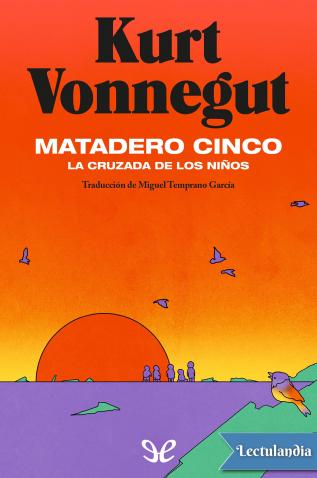 Kurt
Vonnegut
MATADERO CINCO
LA CRUZADA DE LOS NIÑOS
Traducción de Miguel Temprano García
Lectulandia